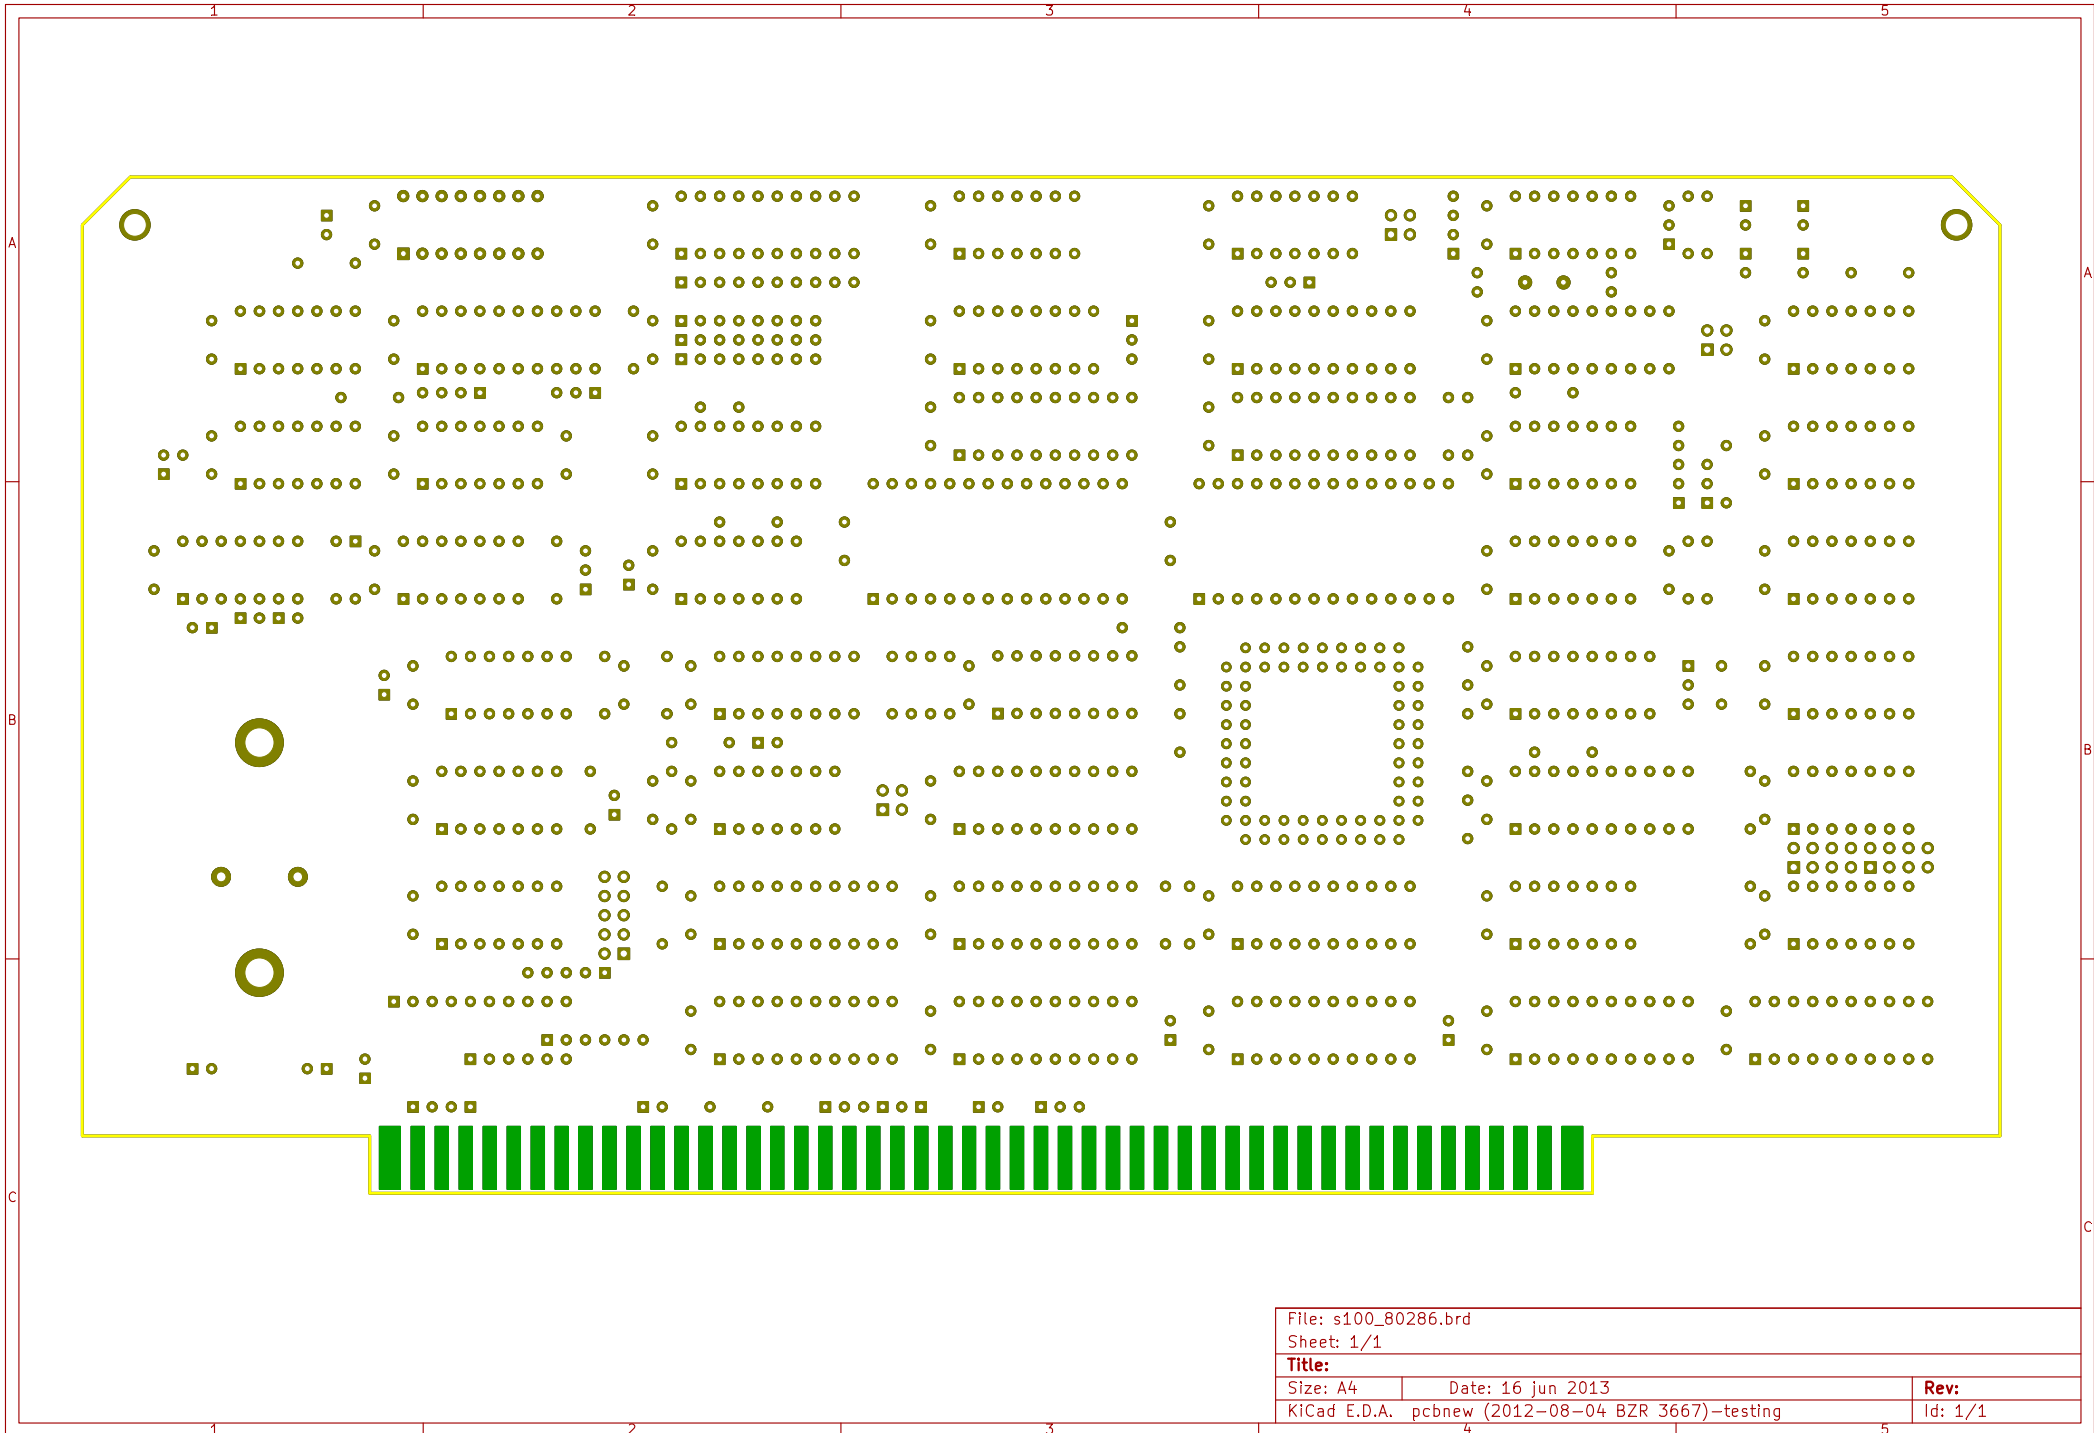 1 2 3 4 5
A A
B B
C C
File: s100_80286.brd
Sheet: 1/1
Title:
Size: A4 Date: 16 jun 2013 Rev:
KiCad E.D.A. pcbnew (2012-08-04 BZR 3667)-testing Id: 1/1
1 2 3 4 5